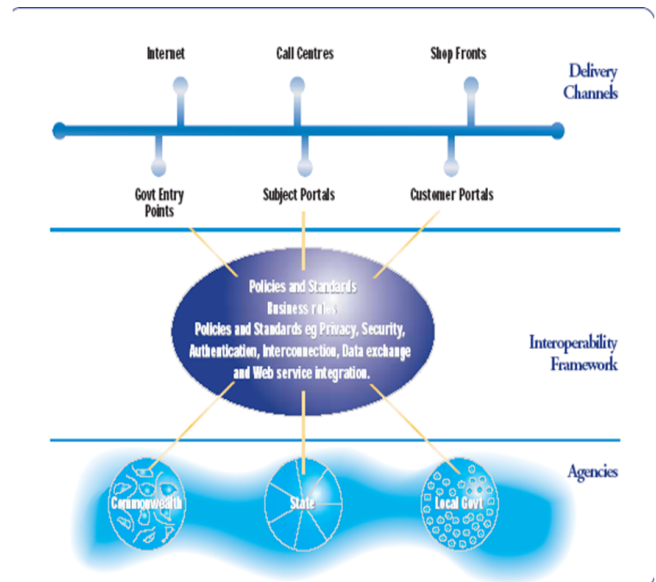 Internet
Call Centres
Shop Fronts
Delivery
Channels
Govt Entry
Points
Subject Portals
Customer Portals
Policies and Standards
Business rules
Policies and Standards eg Privacy, Security,
Authentication, Interconnection, Data exchange
and Web service integration.
Interoperability
Framework
Agencies
Commonwealth
State
Local Govt